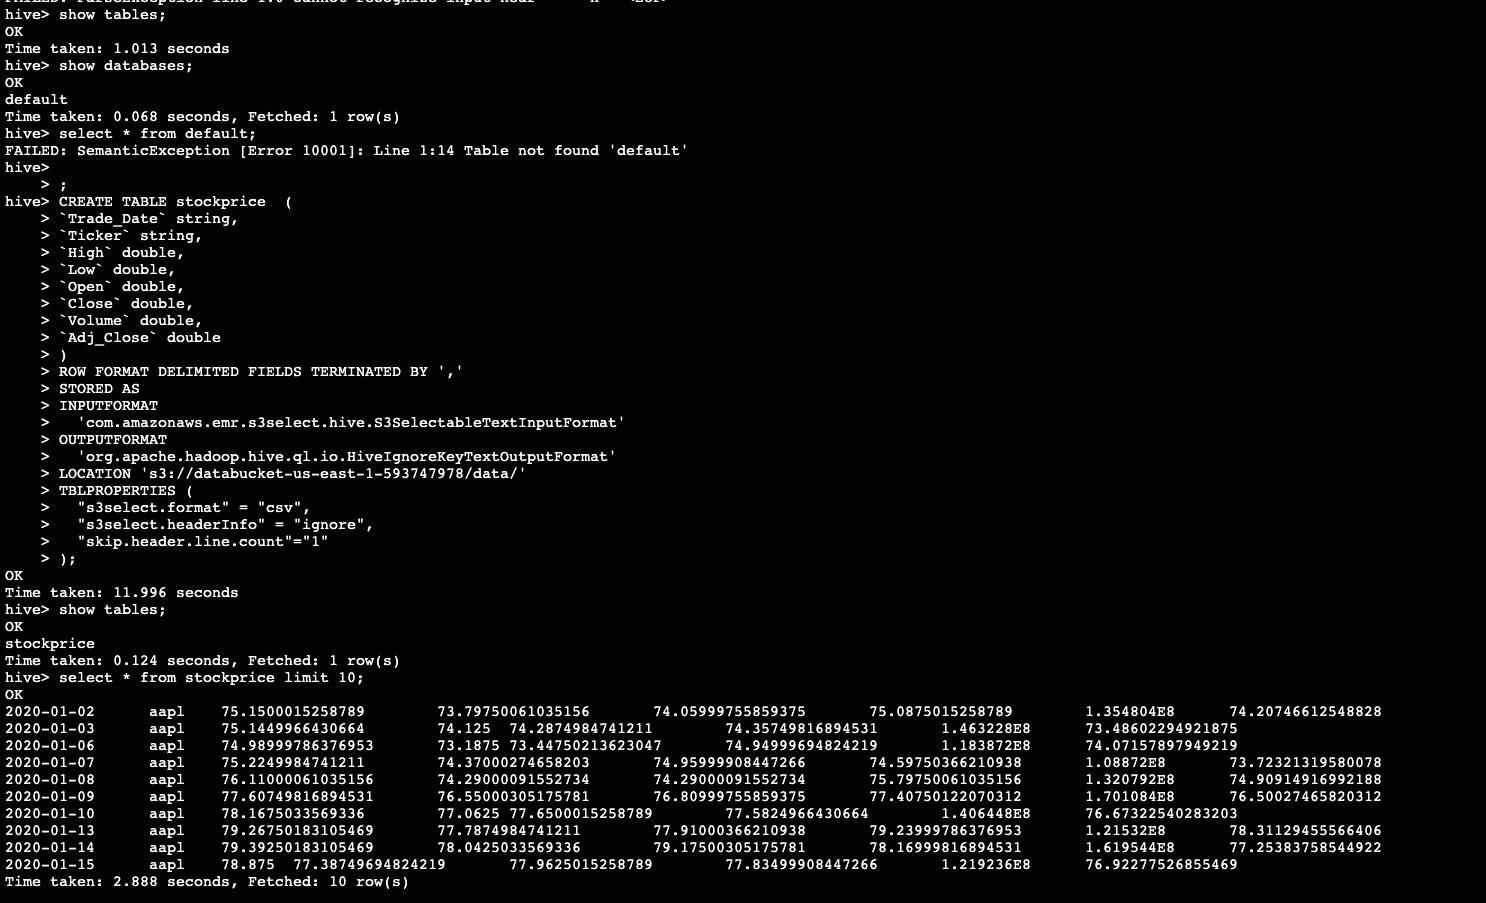 hive> show tables;
OK
Time taken: 1.013 seconds
hive> show databases;
OK
default
Time taken: 0.068 seconds, Fetched: 1 row(s)
hive> select * from default;
FAILED: SemanticException [Error 10001]: Line 1:14 Table not found 'default'
hive>
    > ;
hive> CREATE TABLE stockprice  (
    > `Trade_Date` string,
    > `Ticker` string,
    > `High` double,
    > `Low` double,
    > `Open` double,
    > `Close` double,
    > `Volume` double,
    > `Adj_Close` double
    > )
    > ROW FORMAT DELIMITED FIELDS TERMINATED BY ','
    > STORED AS
    > INPUTFORMAT
    >   'com.amazonaws.emr.s3select.hive.S3SelectableTextInputFormat'
    > OUTPUTFORMAT
    >   'org.apache.hadoop.hive.ql.io.HiveIgnoreKeyTextOutputFormat'
    > LOCATION 's3://databucket-us-east-1-593747978/data/'
    > TBLPROPERTIES (
    >   "s3select.format" = "csv",
    >   "s3select.headerInfo" = "ignore",
    >   "skip.header.line.count"="1"
    > );
OK
Time taken: 11.996 seconds
hive> show tables;
OK
stockprice
Time taken: 0.124 seconds, Fetched: 1 row(s)
hive> select * from stockprice limit 10;
OK
2020-01-02 aapl 75.1500015258789 73.79750061035156 74.05999755859375 75.0875015258789 1.354804E8 74.20746612548828
2020-01-03 aapl 75.1449966430664 74.125 74.2874984741211 74.35749816894531 1.463228E8 73.48602294921875
2020-01-06 aapl 74.98999786376953 73.1875 73.44750213623047 74.94999694824219 1.183872E8 74.07157897949219
2020-01-07 aapl 75.2249984741211 74.37000274658203 74.95999908447266 74.59750366210938 1.08872E8 73.72321319580078
2020-01-08 aapl 76.11000061035156 74.29000091552734 74.29000091552734 75.79750061035156 1.320792E8 74.90914916992188
2020-01-09 aapl 77.60749816894531 76.55000305175781 76.80999755859375 77.40750122070312 1.701084E8 76.50027465820312
2020-01-10 aapl 78.1675033569336 77.0625 77.6500015258789 77.5824966430664 1.406448E8 76.67322540283203
2020-01-13 aapl 79.26750183105469 77.7874984741211 77.91000366210938 79.23999786376953 1.21532E8 78.31129455566406
2020-01-14 aapl 79.39250183105469 78.0425033569336 79.17500305175781 78.16999816894531 1.619544E8 77.25383758544922
2020-01-15 aapl 78.875 77.38749694824219 77.9625015258789 77.83499908447266 1.219236E8 76.92277526855469
Time taken: 2.888 seconds, Fetched: 10 row(s)